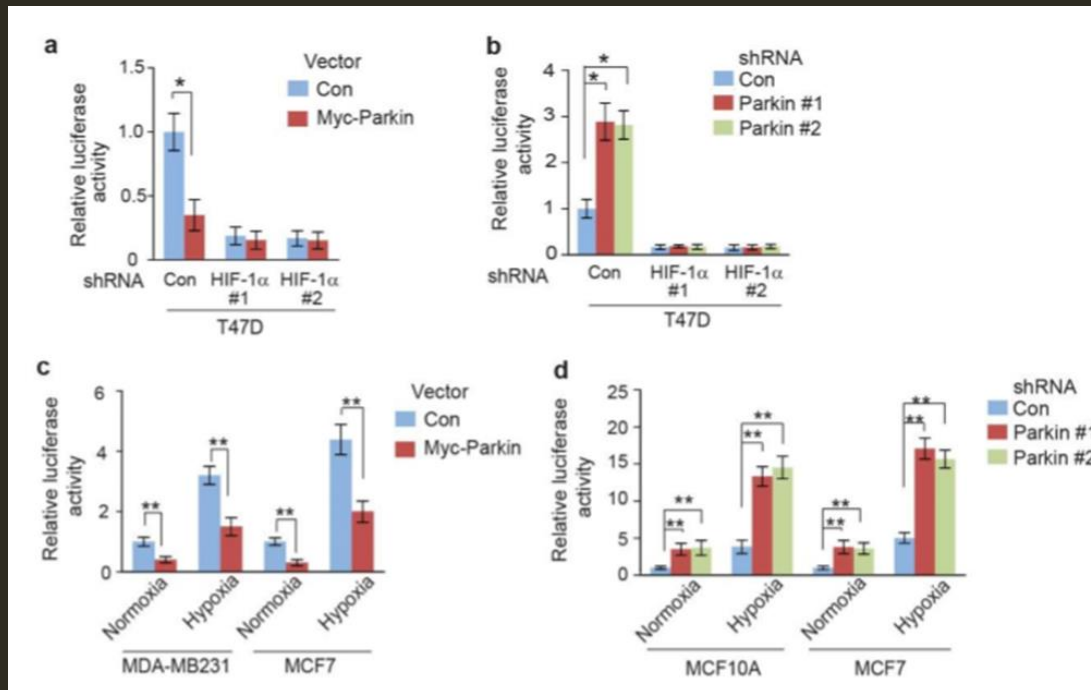 a
Vector
Con
Myc-Parkin
Relative luciferase
activity
1.5
1.0
0.5
0
*
shRNA Con HIF-1α HIF-1α
#1 #2
T47D
b
shRNA
Con
Parkin #1
Parkin #2
Relative luciferase
activity
4
3
2
1
0
*
*
shRNA Con HIF-1α HIF-1α
#1 #2
T47D
c
Vector
Con
Myc-Parkin
Relative luciferase
activity
6
4
2
0
** ** ** **
Normoxia Hypoxia Normoxia Hypoxia
MDA-MB231 MCF7
d
shRNA
Con
Parkin #1
Parkin #2
Relative luciferase
activity
25
20
15
10
5
0
** ** ** **
** ** ** **
Normoxia Hypoxia Normoxia Hypoxia
MCF10A MCF7